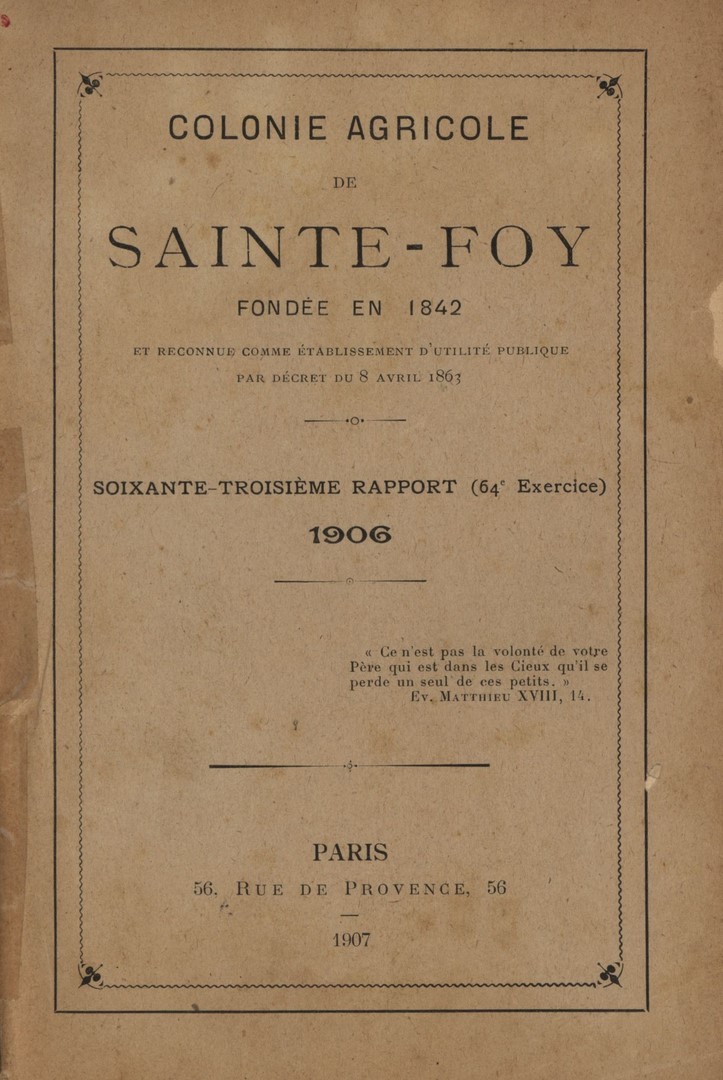 COLONIE AGRICOLE
DE
SAINTE-FOY
FONDÉE EN 1842
ET RECONNUE COMME ÉTABLISSEMENT D'UTILITÉ PUBLIQUE
PAR DÉCRET DU 8 AVRIL 1863
SOIXANTE-TROISIÈME RAPPORT (64e Exercice)
1906
« Ce n'est pas la volonté de votre
Père qui est dans les Cieux qu'il se
perde un seul de ces petits. »
EV. MATTHIEU XVIII, 14.
PARIS
56, RUE DE PROVENCE, 56
1907